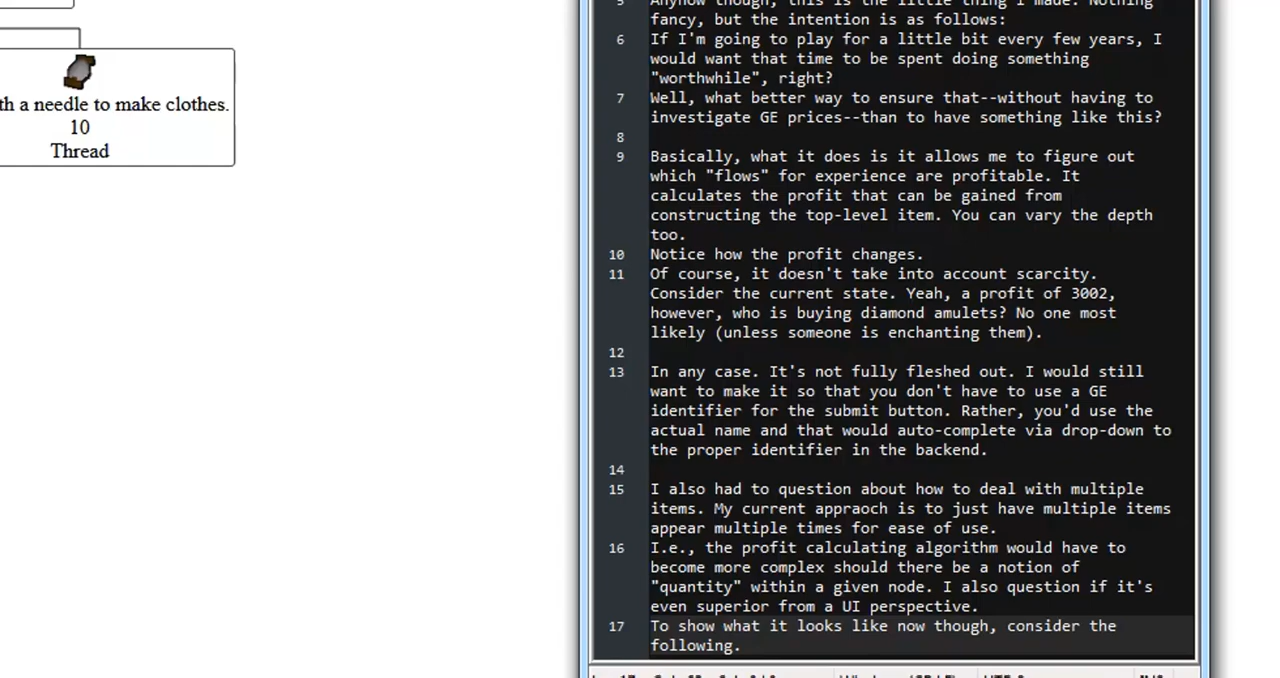 th a needle to make clothes.
10
Thread
5 Anyhow though, this is the little thing I made. Nothing
fancy, but the intention is as follows:
6 If I'm going to play for a little bit every few years, I
would want that time to be spent doing something
"worthwhile", right?
7 Well, what better way to ensure that--without having to
investigate GE prices--than to have something like this?
8
9 Basically, what it does is it allows me to figure out
which "flows" for experience are profitable. It
calculates the profit that can be gained from
constructing the top-level item. You can vary the depth
too.
10 Notice how the profit changes.
11 Of course, it doesn't take into account scarcity.
Consider the current state. Yeah, a profit of 3002,
however, who is buying diamond amulets? No one most
likely (unless someone is enchanting them).
12
13 In any case. It's not fully fleshed out. I would still
want to make it so that you don't have to use a GE
identifier for the submit button. Rather, you'd use the
actual name and that would auto-complete via drop-down to
the proper identifier in the backend.
14
15 I also had to question about how to deal with multiple
items. My current appraoch is to just have multiple items
appear multiple times for ease of use.
16 I.e., the profit calculating algorithm would have to
become more complex should there be a notion of
"quantity" within a given node. I also question if it's
even superior from a UI perspective.
17 To show what it looks like now though, consider the
following.